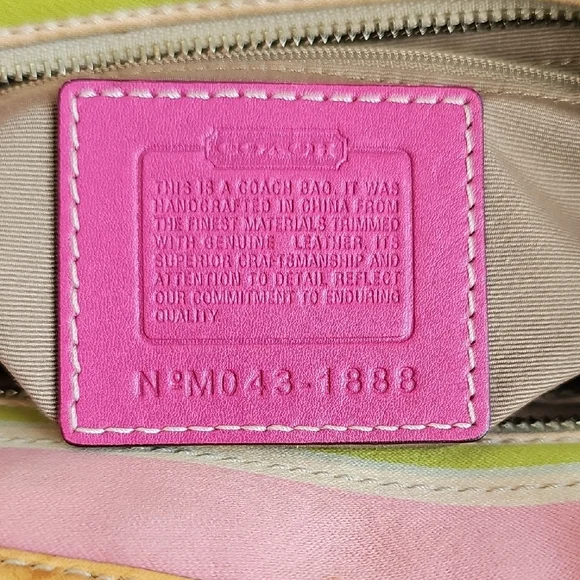 COACH
THIS IS A COACH BAG. IT WAS
HANDCRAFTED IN CHINA FROM
THE FINEST MATERIALS TRIMMED
WITH GENUINE LEATHER. ITS
SUPERIOR CRAFTSMANSHIP AND
ATTENTION TO DETAIL REFLECT
OUR COMMITMENT TO ENDURING
QUALITY.
NºM043-1888